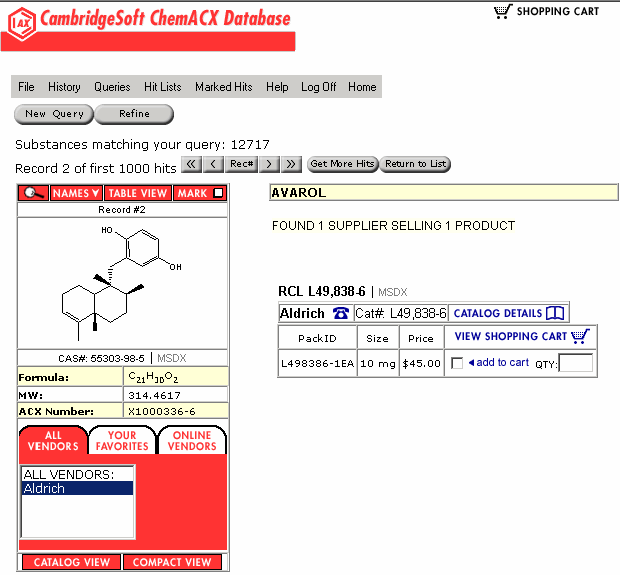 CambridgeSoft ChemACX Database
SHOPPING CART
ACX
File History Queries Hit Lists Marked Hits Help Log Off Home
New Query Refine
Substances matching your query: 12717
Record 2 of first 1000 hits Rec# Get More Hits Return to List
NAMES TABLE VIEW MARK
Record #2
HO
OH
CAS#: 55303-98-5 | MSDX
Formula: C21H30O2
MW: 314.4617
ACX Number: X1000336-6
ALL VENDORS
YOUR FAVORITES
ONLINE VENDORS
ALL VENDORS:
Aldrich
CATALOG VIEW COMPACT VIEW
AVAROL
FOUND 1 SUPPLIER SELLING 1 PRODUCT
RCL L49,838-6 | MSDX
Aldrich Cat#: L49,838-6 CATALOG DETAILS
PackID Size Price VIEW SHOPPING CART
L498386-1EA 10 mg $45.00 add to cart QTY: